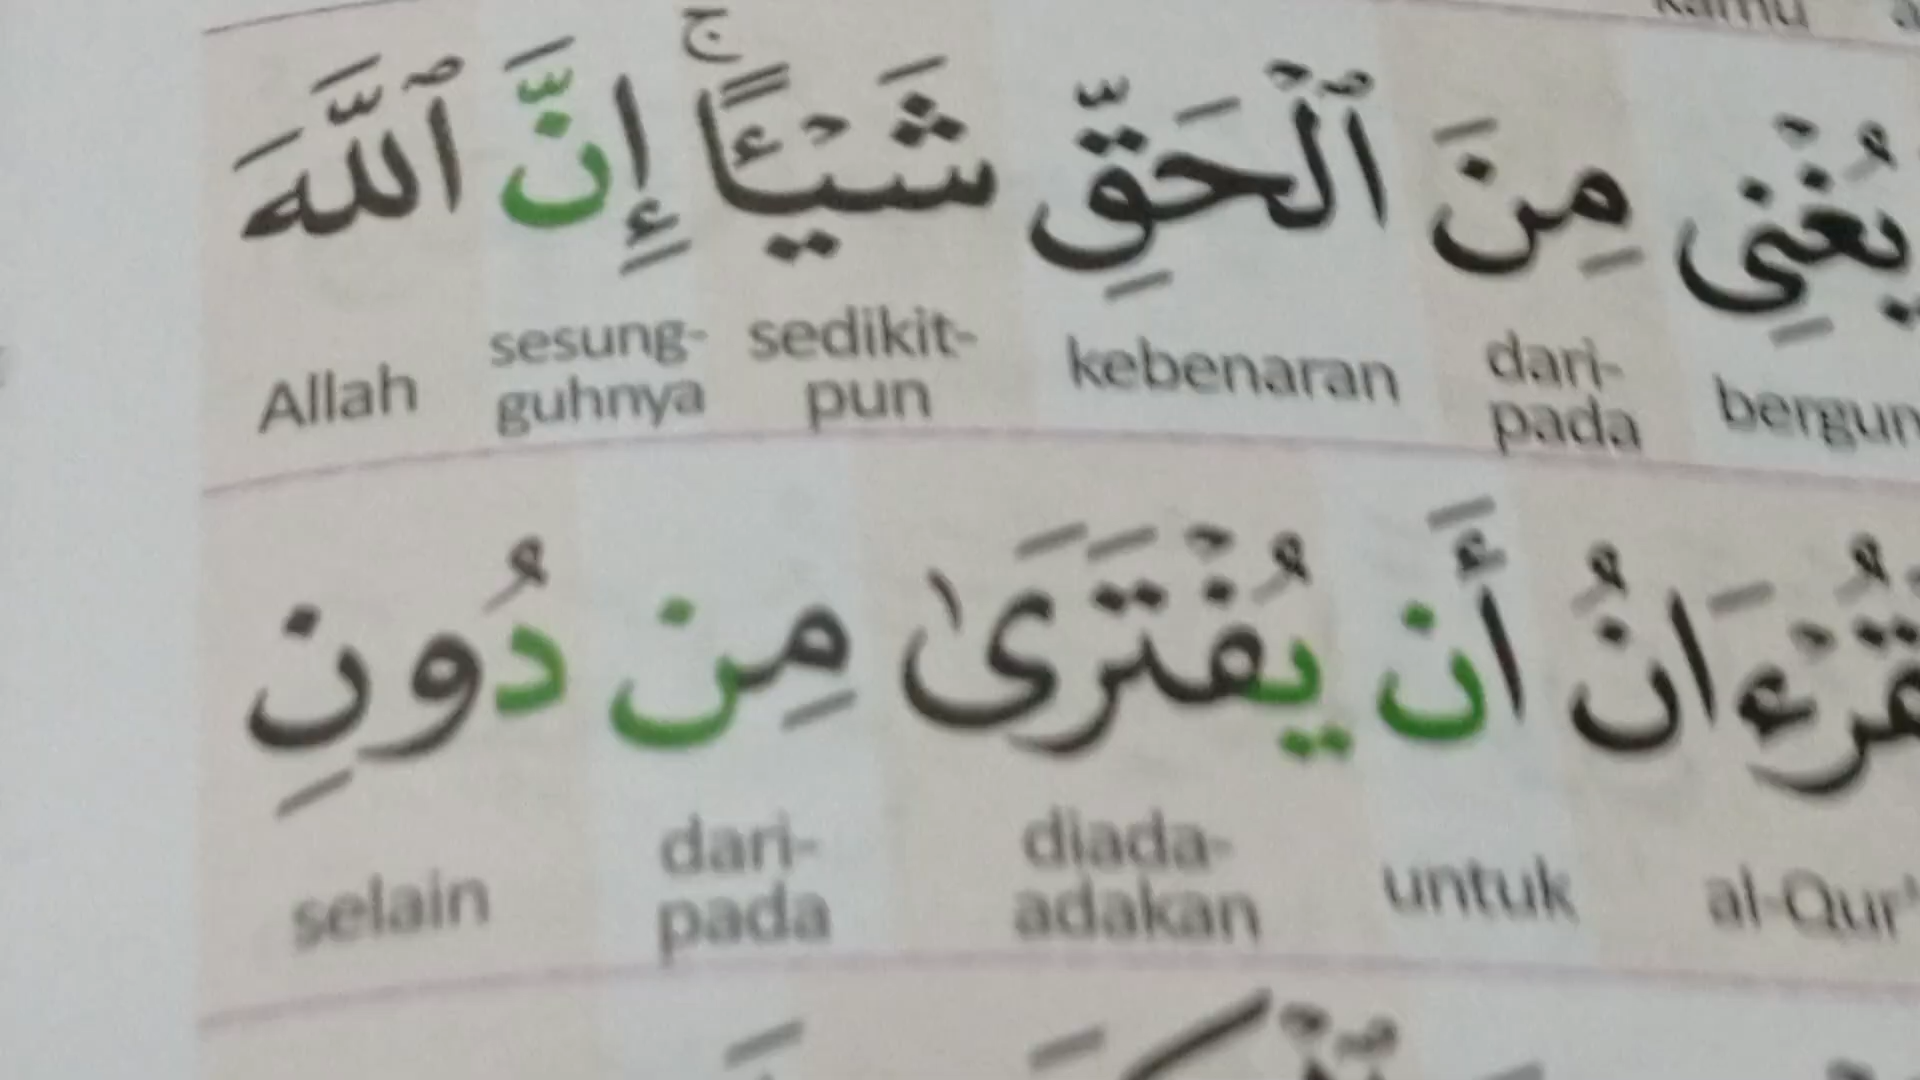 يُغْنِى مِنَ ٱلْحَقِّ شَيْـًٔا ۚ إِنَّ ٱللَّهَ
dari-
pada
kebenaran
sedikit-
pun
sesung-
guhnya
Allah
أَن يُفْتَرَىٰ مِن دُونِ
untuk
diada-
adakan
dari-
pada
selain